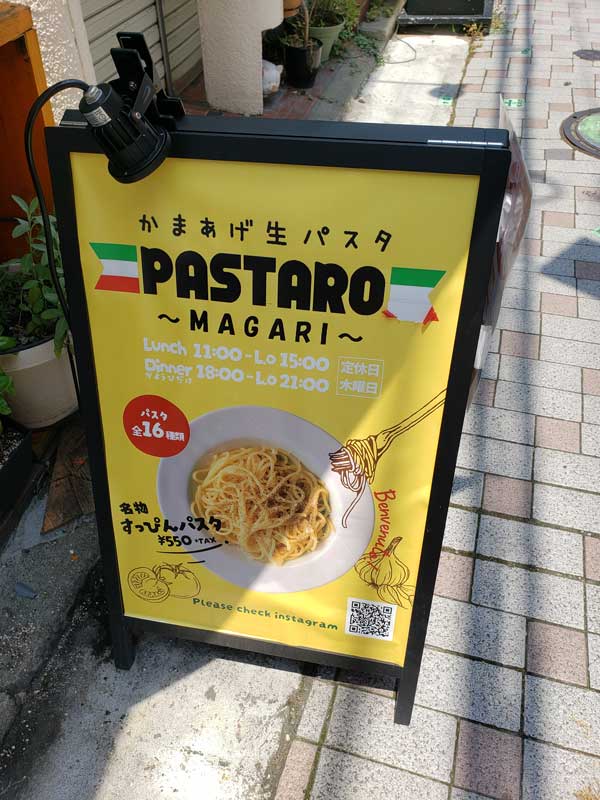 かまあげ生パスタ
PASTARO
～MAGARI～
Lunch 11:00-L.o 15:00
Dinner 18:00-L.o 21:00
定休日
木曜日
パスタ
全16種類
名物
すっぴんパスタ
¥550 +TAX
Benvenuto
Please check instagram